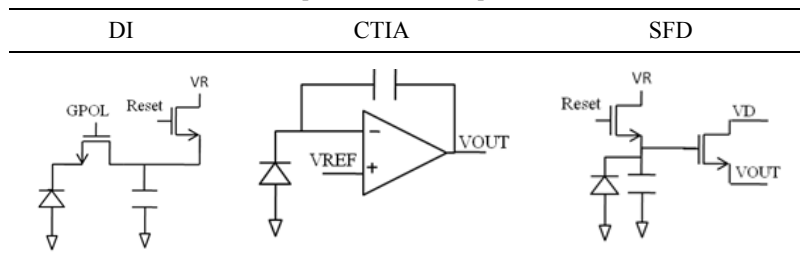 DI CTIA SFD
VR
GPOL Reset
VREF
VOUT
VR
Reset
VD
VOUT